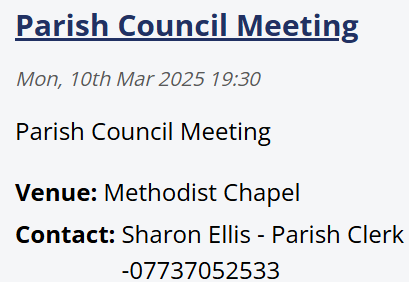 Parish Council Meeting
Mon, 10th Mar 2025 19:30
Parish Council Meeting
Venue: Methodist Chapel
Contact: Sharon Ellis - Parish Clerk
-07737052533